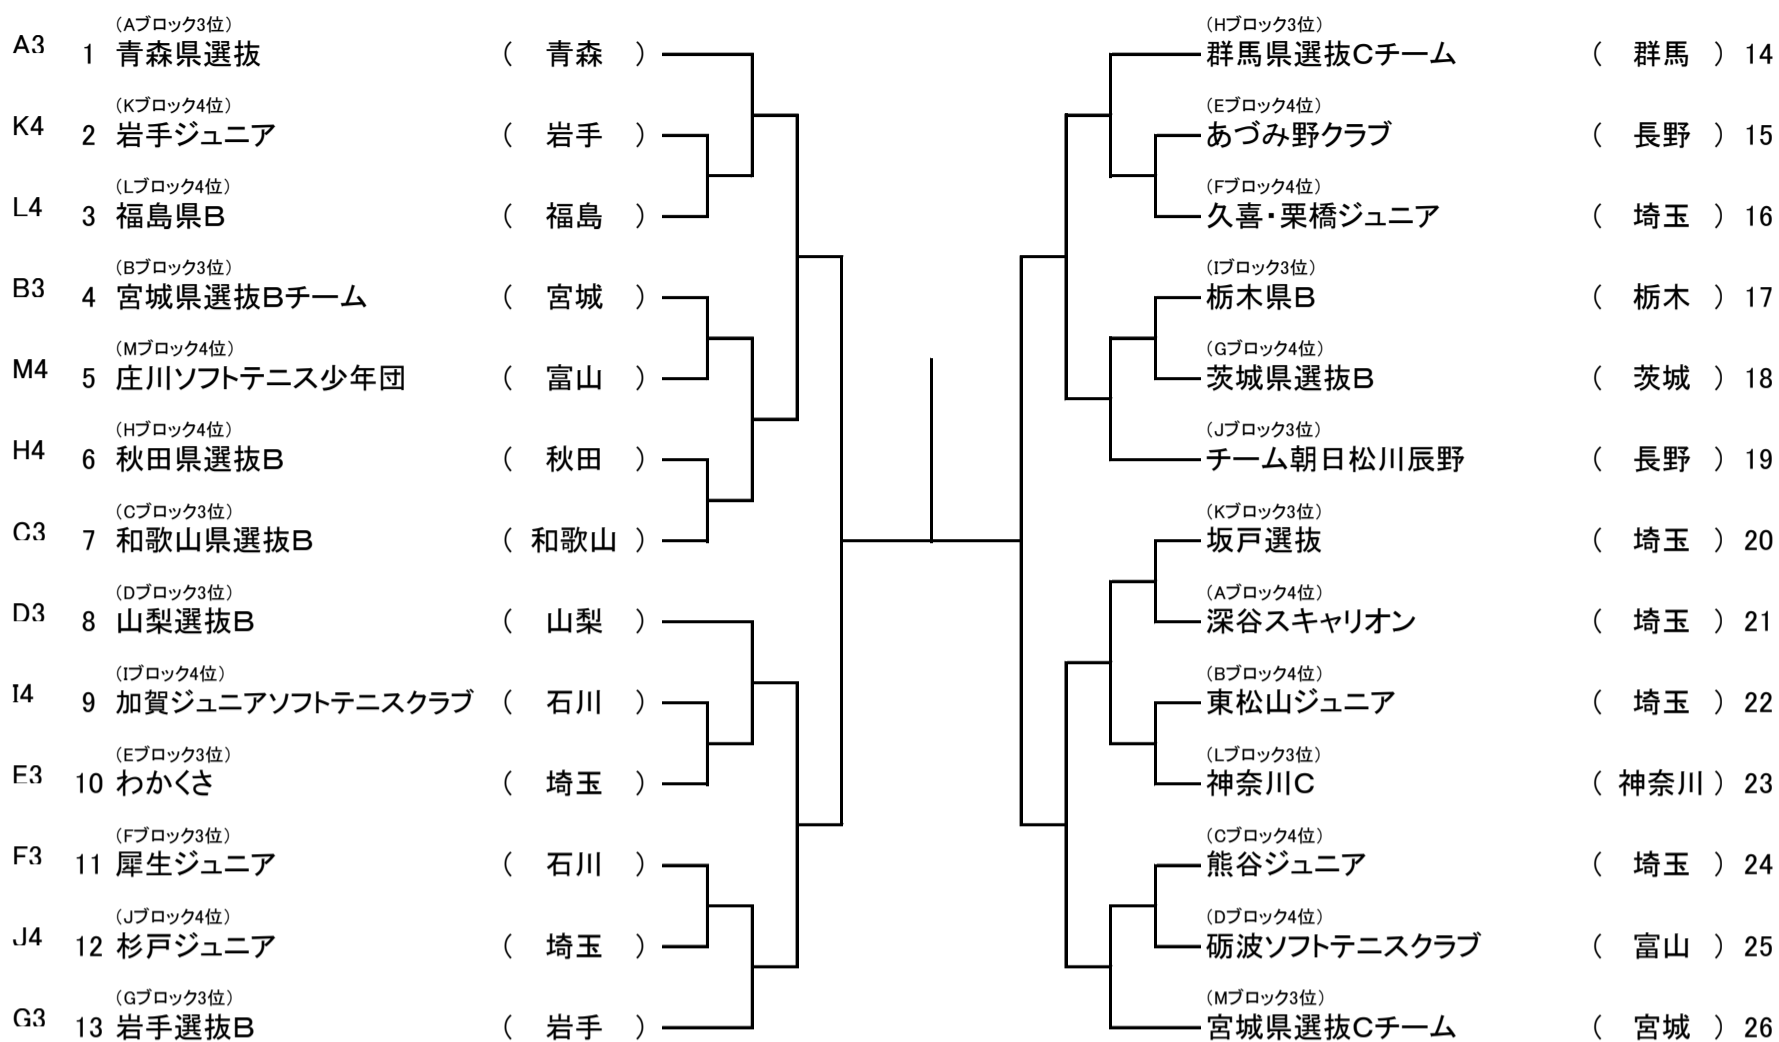 (Aブロック3位)
A3 1 青森県選抜 ( 青森 )
(Kブロック4位)
K4 2 岩手ジュニア ( 岩手 )
(Lブロック4位)
L4 3 福島県B ( 福島 )
(Bブロック3位)
B3 4 宮城県選抜Bチーム ( 宮城 )
(Mブロック4位)
M4 5 庄川ソフトテニス少年団 ( 富山 )
(Hブロック4位)
H4 6 秋田県選抜B ( 秋田 )
(Cブロック3位)
C3 7 和歌山県選抜B ( 和歌山 )
(Dブロック3位)
D3 8 山梨選抜B ( 山梨 )
(Iブロック4位)
I4 9 加賀ジュニアソフトテニスクラブ ( 石川 )
(Eブロック3位)
E3 10 わかくさ ( 埼玉 )
(Fブロック3位)
F3 11 犀生ジュニア ( 石川 )
(Jブロック4位)
J4 12 杉戸ジュニア ( 埼玉 )
(Gブロック3位)
G3 13 岩手選抜B ( 岩手 )
(Hブロック3位)
群馬県選抜Cチーム ( 群馬 ) 14
(Eブロック4位)
あづみ野クラブ ( 長野 ) 15
(Fブロック4位)
久喜・栗橋ジュニア ( 埼玉 ) 16
(Iブロック3位)
栃木県B ( 栃木 ) 17
(Gブロック4位)
茨城県選抜B ( 茨城 ) 18
(Jブロック3位)
チーム朝日松川辰野 ( 長野 ) 19
(Kブロック3位)
坂戸選抜 ( 埼玉 ) 20
(Aブロック4位)
深谷スキャリオン ( 埼玉 ) 21
(Bブロック4位)
東松山ジュニア ( 埼玉 ) 22
(Lブロック3位)
神奈川C ( 神奈川 ) 23
(Cブロック4位)
熊谷ジュニア ( 埼玉 ) 24
(Dブロック4位)
砺波ソフトテニスクラブ ( 富山 ) 25
(Mブロック3位)
宮城県選抜Cチーム ( 宮城 ) 26